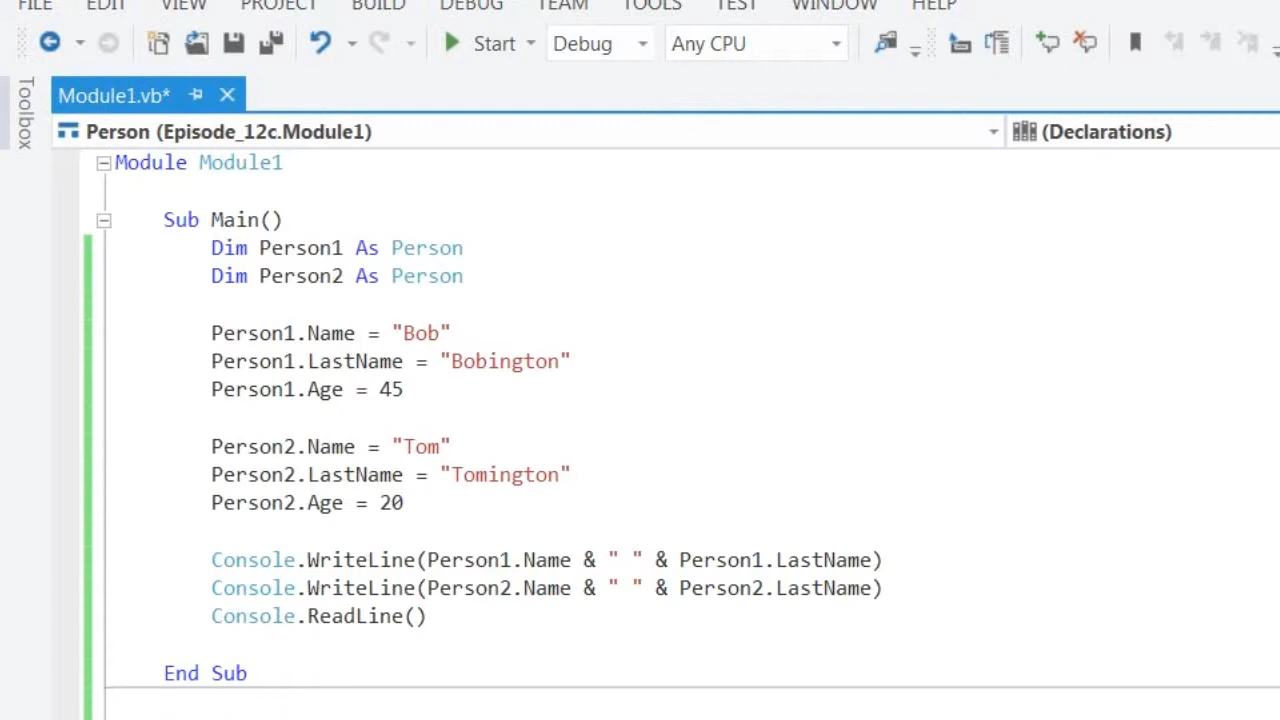 FILE EDIT VIEW PROJECT BUILD DEBUG TEAM TOOLS TEST WINDOW HELP
Start Debug Any CPU
Toolbox
Module1.vb*
Person (Episode_12c.Module1) (Declarations)
Module Module1
Sub Main()
Dim Person1 As Person
Dim Person2 As Person
Person1.Name = "Bob"
Person1.LastName = "Bobington"
Person1.Age = 45
Person2.Name = "Tom"
Person2.LastName = "Tomington"
Person2.Age = 20
Console.WriteLine(Person1.Name & " " & Person1.LastName)
Console.WriteLine(Person2.Name & " " & Person2.LastName)
Console.ReadLine()
End Sub